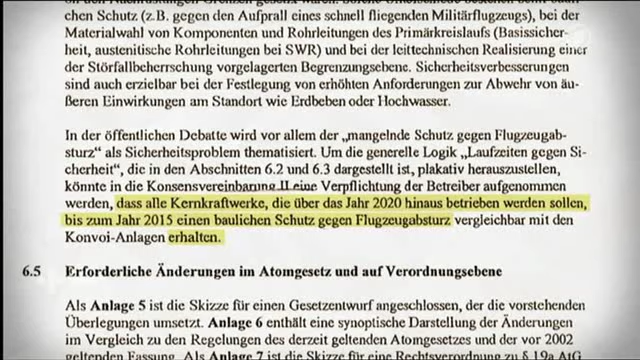 chen Schutz (z.B. gegen den Aufprall eines schnell fliegenden Militärflugzeugs), bei der
Materialwahl von Komponenten und Rohrleitungen des Primärkreislaufs (Basissicher-
heit, austenitische Rohrleitungen bei SWR) und bei der leittechnischen Realisierung einer
der Störfallbeherrschung vorgelagerten Begrenzungsebene. Sicherheitsverbesserungen
sind auch erzielbar bei der Festlegung von erhöhten Anforderungen zur Abwehr von äu-
ßeren Einwirkungen am Standort wie Erdbeben oder Hochwasser.
In der öffentlichen Debatte wird vor allem der „mangelnde Schutz gegen Flugzeugab-
sturz“ als Sicherheitsproblem thematisiert. Um die generelle Logik „Laufzeiten gegen Si-
cherheit“, die in den Abschnitten 6.2 und 6.3 dargestellt ist, plakativ herauszustellen,
könnte in die Konsensvereinbarung II eine Verpflichtung der Betreiber aufgenommen
werden, dass alle Kernkraftwerke, die über das Jahr 2020 hinaus betrieben werden sollen,
bis zum Jahr 2015 einen baulichen Schutz gegen Flugzeugabsturz vergleichbar mit den
Konvoi-Anlagen erhalten.
6.5 Erforderliche Änderungen im Atomgesetz und auf Verordnungsebene
Als Anlage 5 ist die Skizze für einen Gesetzentwurf angeschlossen, der die vorstehenden
Überlegungen umsetzt. Anlage 6 enthält eine synoptische Darstellung der Änderungen
im Vergleich zu den Regelungen des derzeit geltenden Atomgesetzes und der vor 2002
geltenden Fassung. Als Anlage 7 ist die Skizze für eine Rechtsverordnung zu § 19a AtG